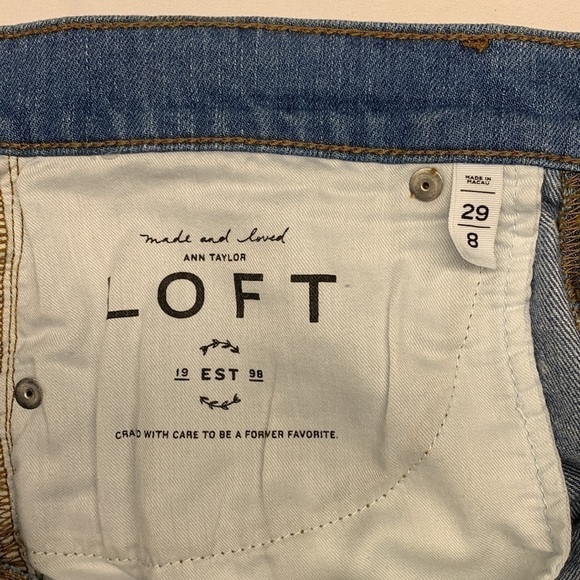 made and loved
ANN TAYLOR
LOFT
19 EST 98
WITH CARE TO BE A FORVER FAVORITE.
MADE IN
MACAU
29
8